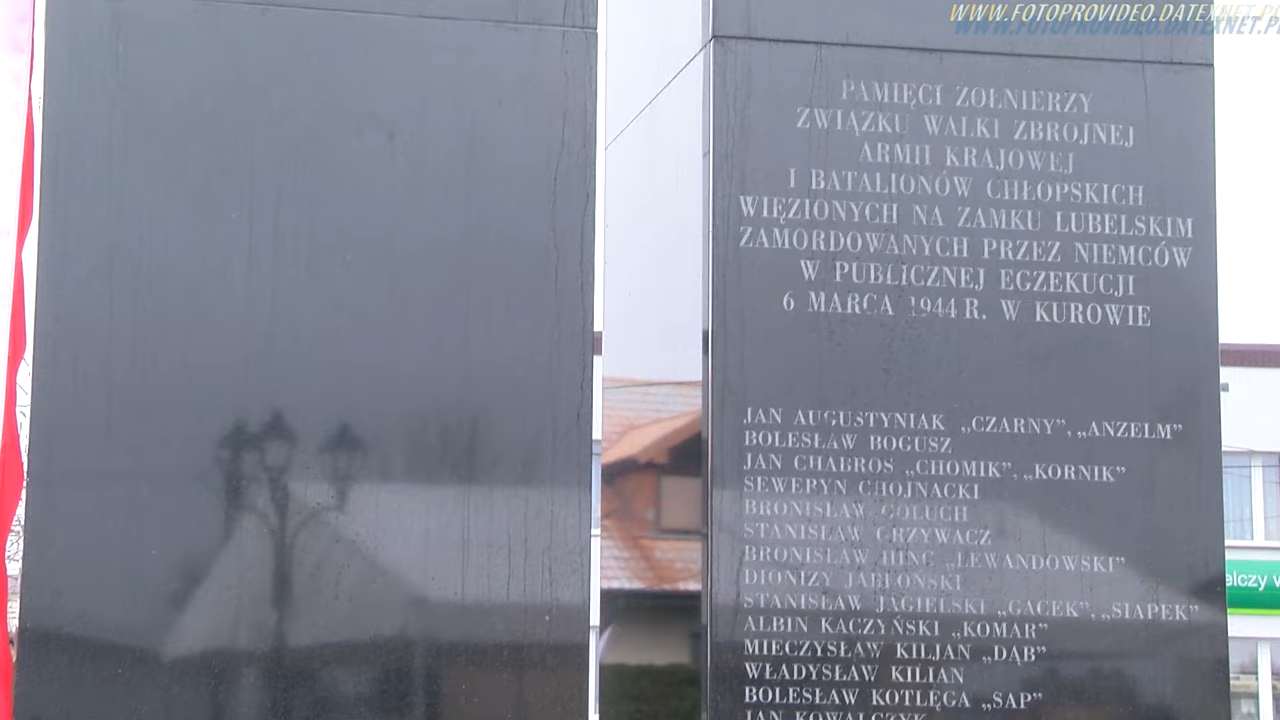 WWW.FOTOPROVIDEO.DATEXNET.PL
PAMIĘCI ŻOŁNIERZY
ZWIĄZKU WALKI ZBROJNEJ
ARMII KRAJOWEJ
I BATALIONÓW CHŁOPSKICH
WIĘZIONYCH NA ZAMKU LUBELSKIM
ZAMORDOWANYCH PRZEZ NIEMCÓW
W PUBLICZNEJ EGZEKUCJI
6 MARCA 1944 R. W KUROWIE
JAN AUGUSTYNIAK „CZARNY”, „ANZELM”
BOLESŁAW BOGUSZ
JAN CHABROS „CHOMIK”, „KORNIK”
SEWERYN CHOJNACKI
BRONISŁAW GOLUCH
STANISŁAW GRZYWACZ
BRONISŁAW HINC „LEWANDOWSKI”
DIONIZY JABŁOŃSKI
STANISŁAW JAGIELSKI „GACEK”, „SIAPEK”
ALBIN KACZYŃSKI „KOMAR”
MIECZYSŁAW KILJAN „DĄB”
WŁADYSŁAW KILIAN
BOLESŁAW KOTLĘGA „SAP”
JAN KOWALCZYK
elczy w